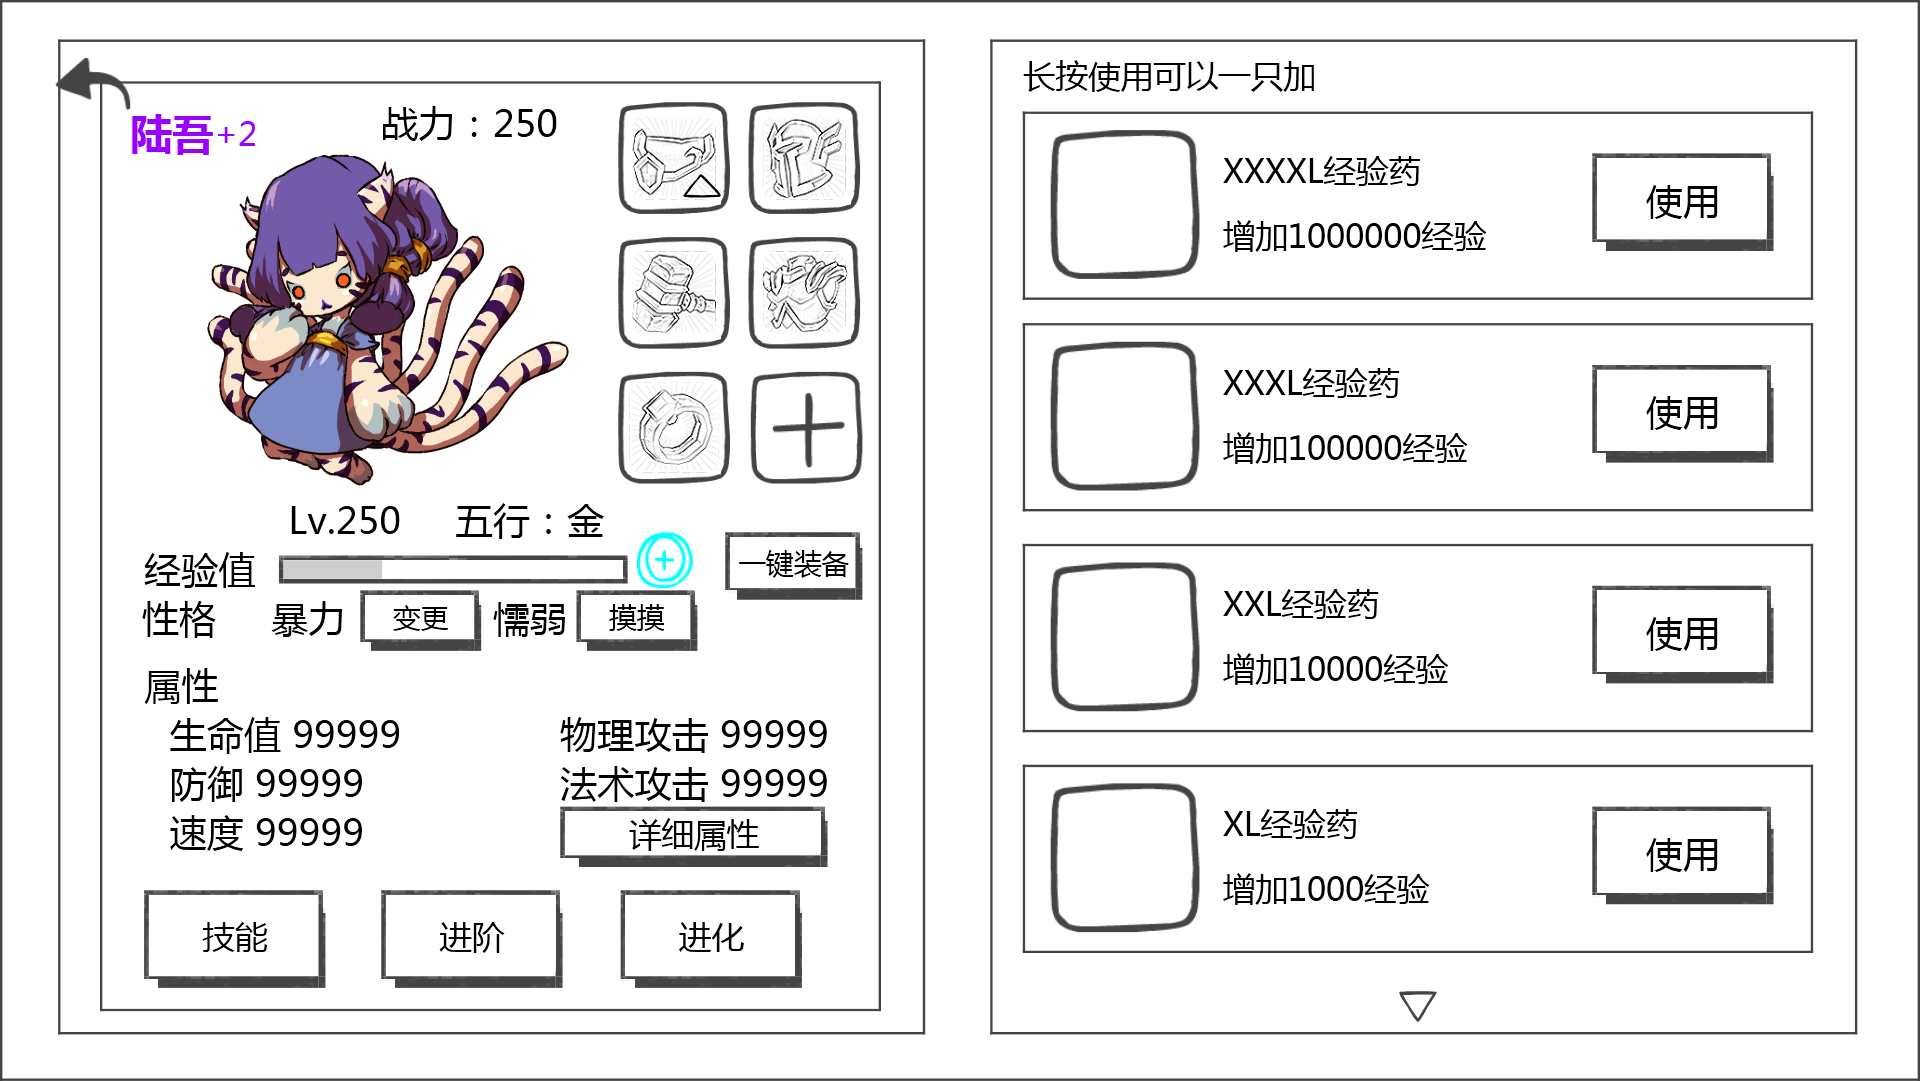 陆吾+2
战力：250
Lv.250 五行：金
经验值
一键装备
性格 暴力 变更 懦弱 摸摸
属性
生命值 99999 物理攻击 99999
防御 99999 法术攻击 99999
速度 99999 详细属性
技能 进阶 进化
长按使用可以一只加
XXXXL经验药
增加1000000经验
使用
XXXL经验药
增加100000经验
使用
XXL经验药
增加10000经验
使用
XL经验药
增加1000经验
使用